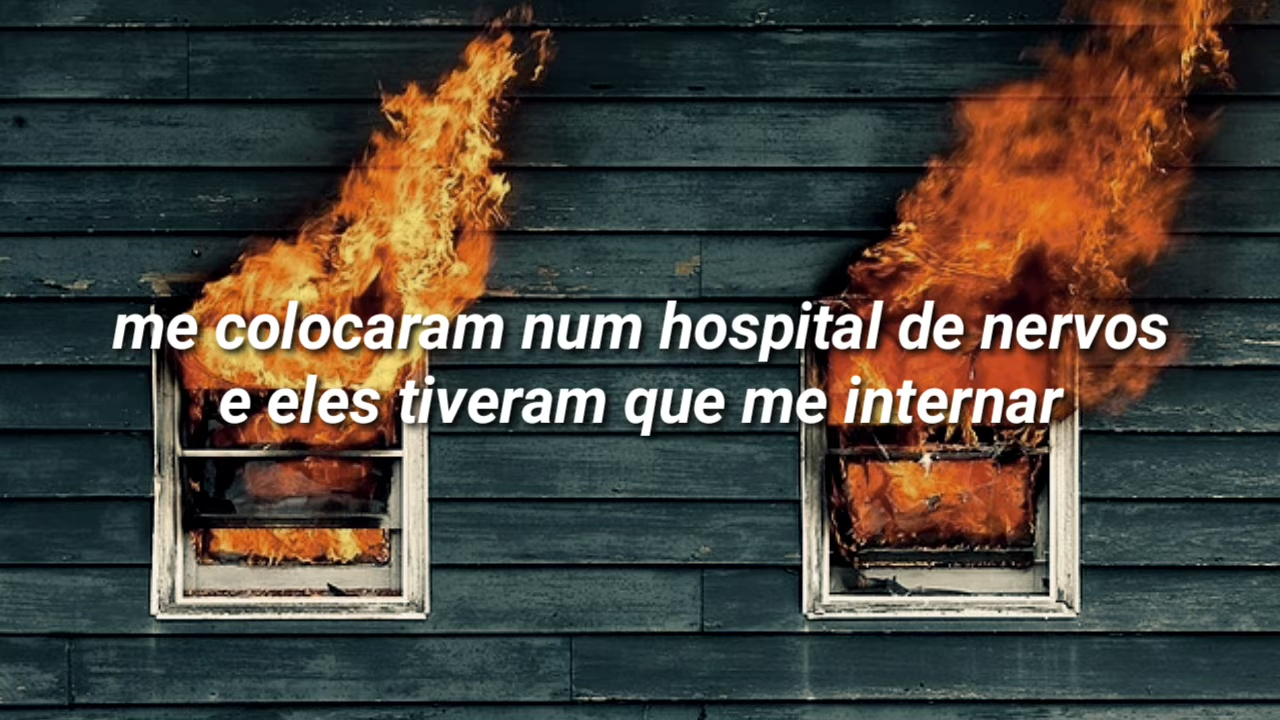 me colocaram num hospital de nervos
e eles tiveram que me internar